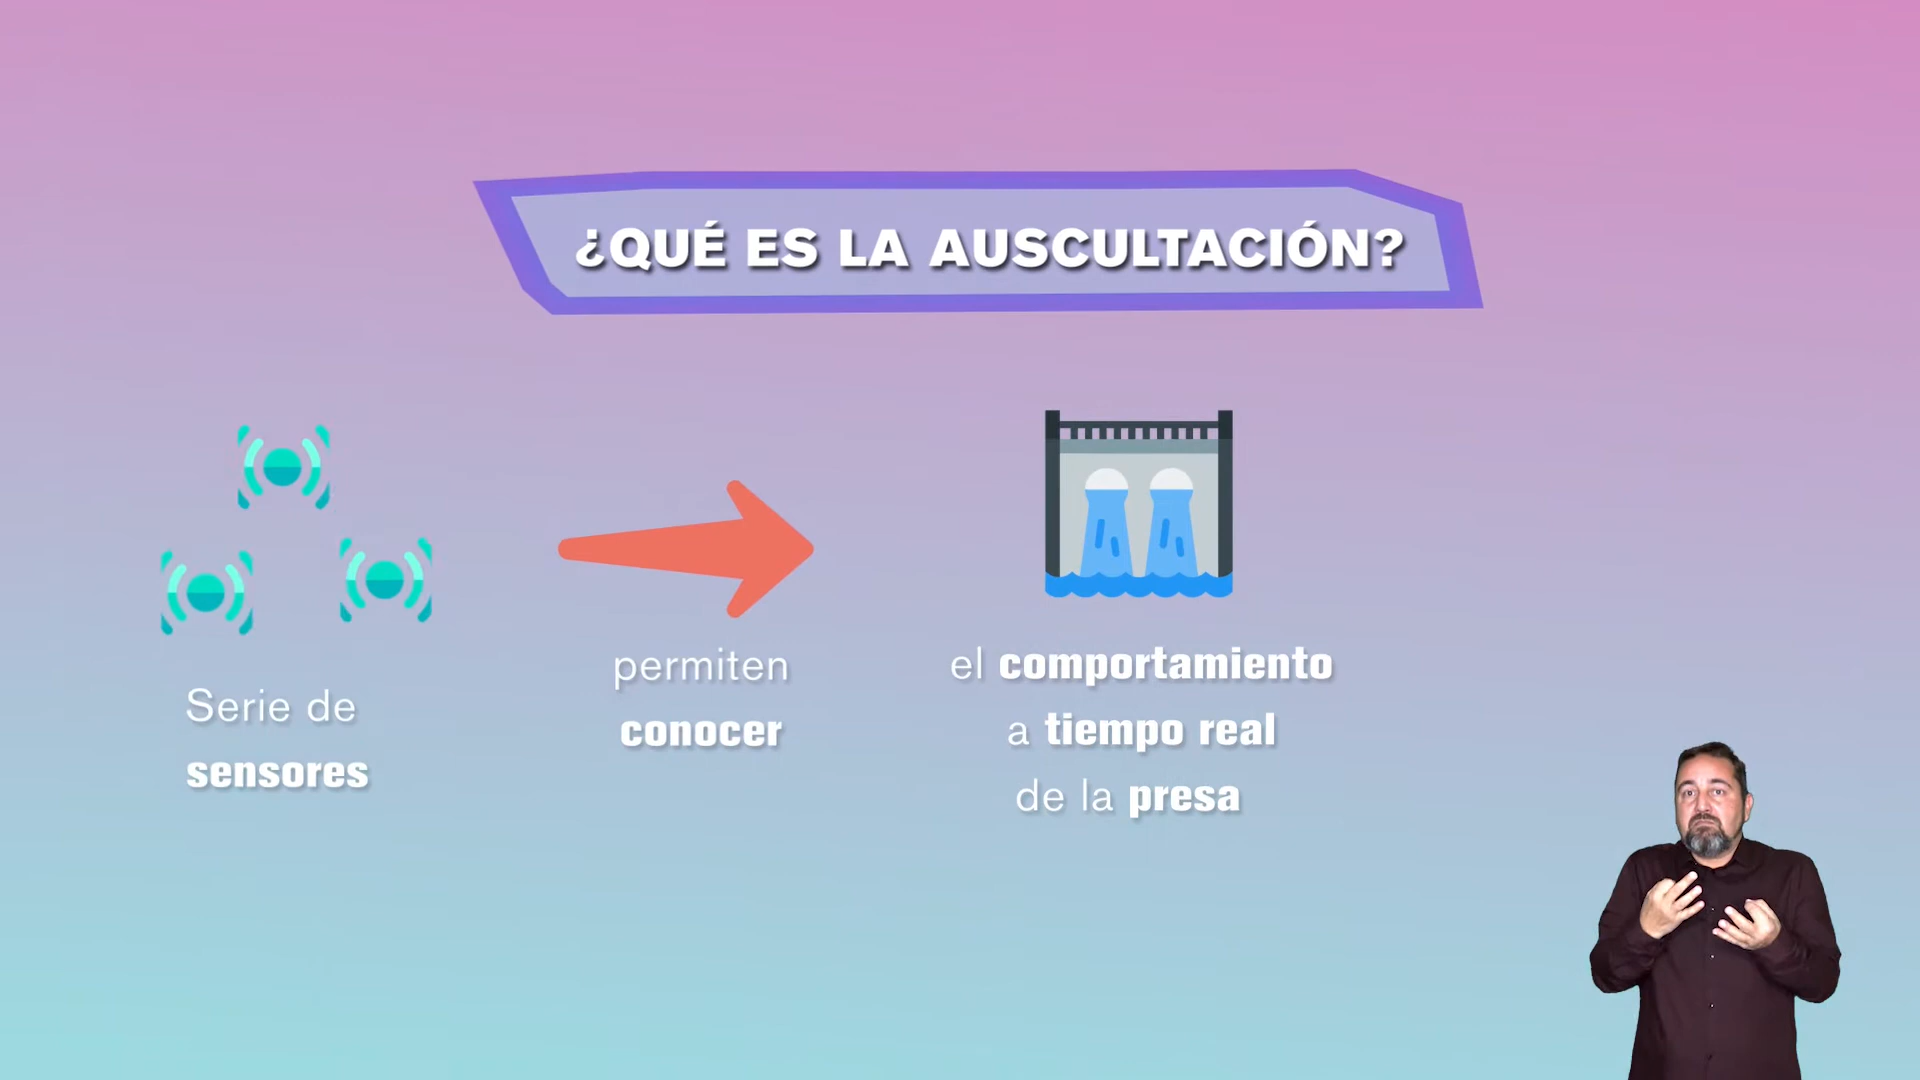 ¿QUÉ ES LA AUSCULTACIÓN?
Serie de
sensores
permiten
conocer
el comportamiento
a tiempo real
de la presa